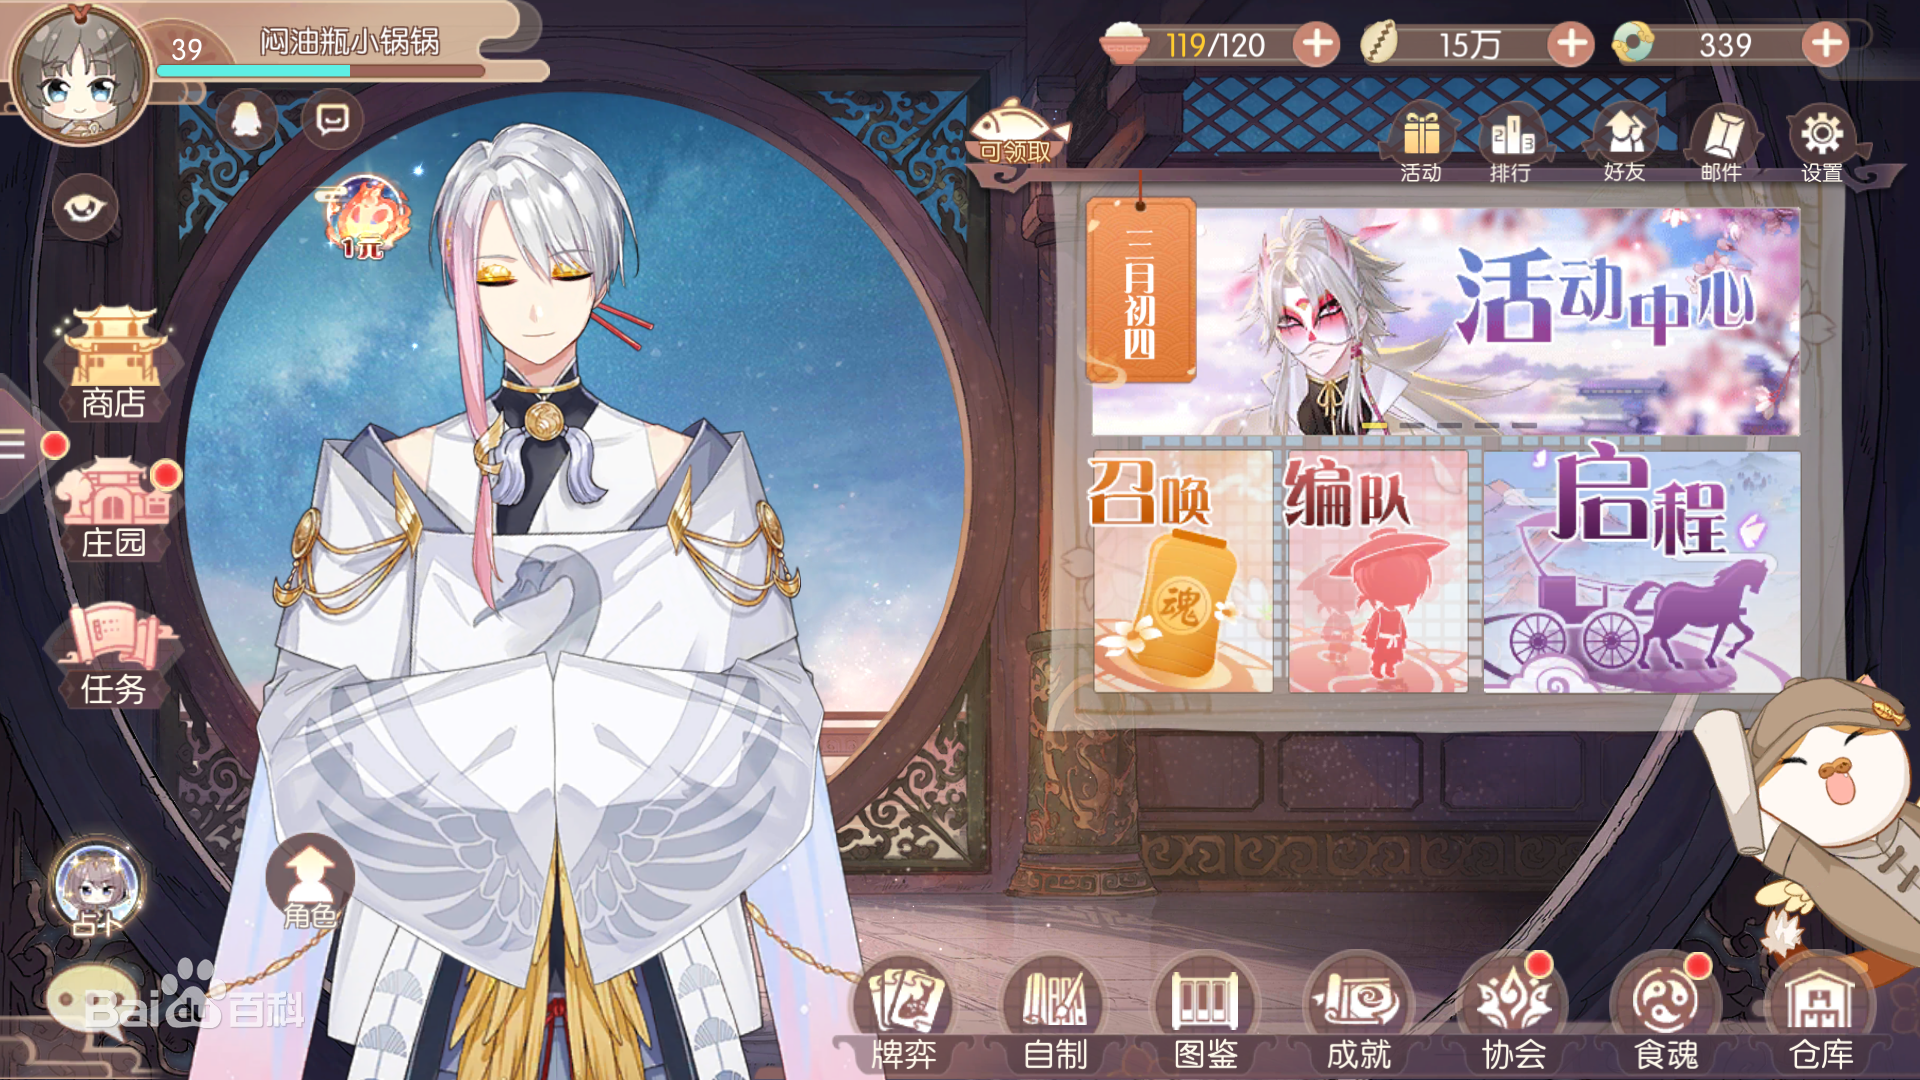 39
闷油瓶小锅锅
119/120
15万
339
可领取
活动
排行
好友
邮件
设置
1元
三月初四
活动中心
商店
庄园
任务
召唤
魂
编队
启程
占卜
角色
Baidu百科
牌弈
自制
图鉴
成就
协会
食魂
仓库